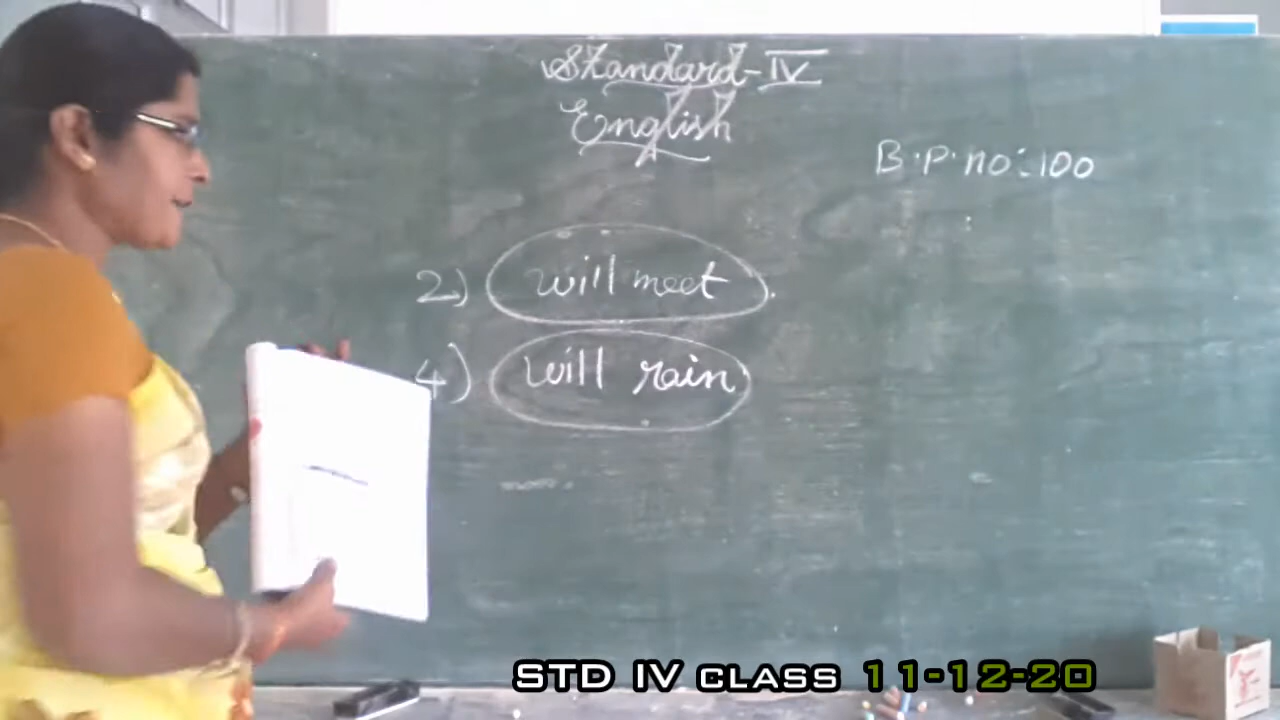 Standard-IV
English
B.P. no:100
2) will meet.
4) will rain
STD IV CLASS 11-12-20